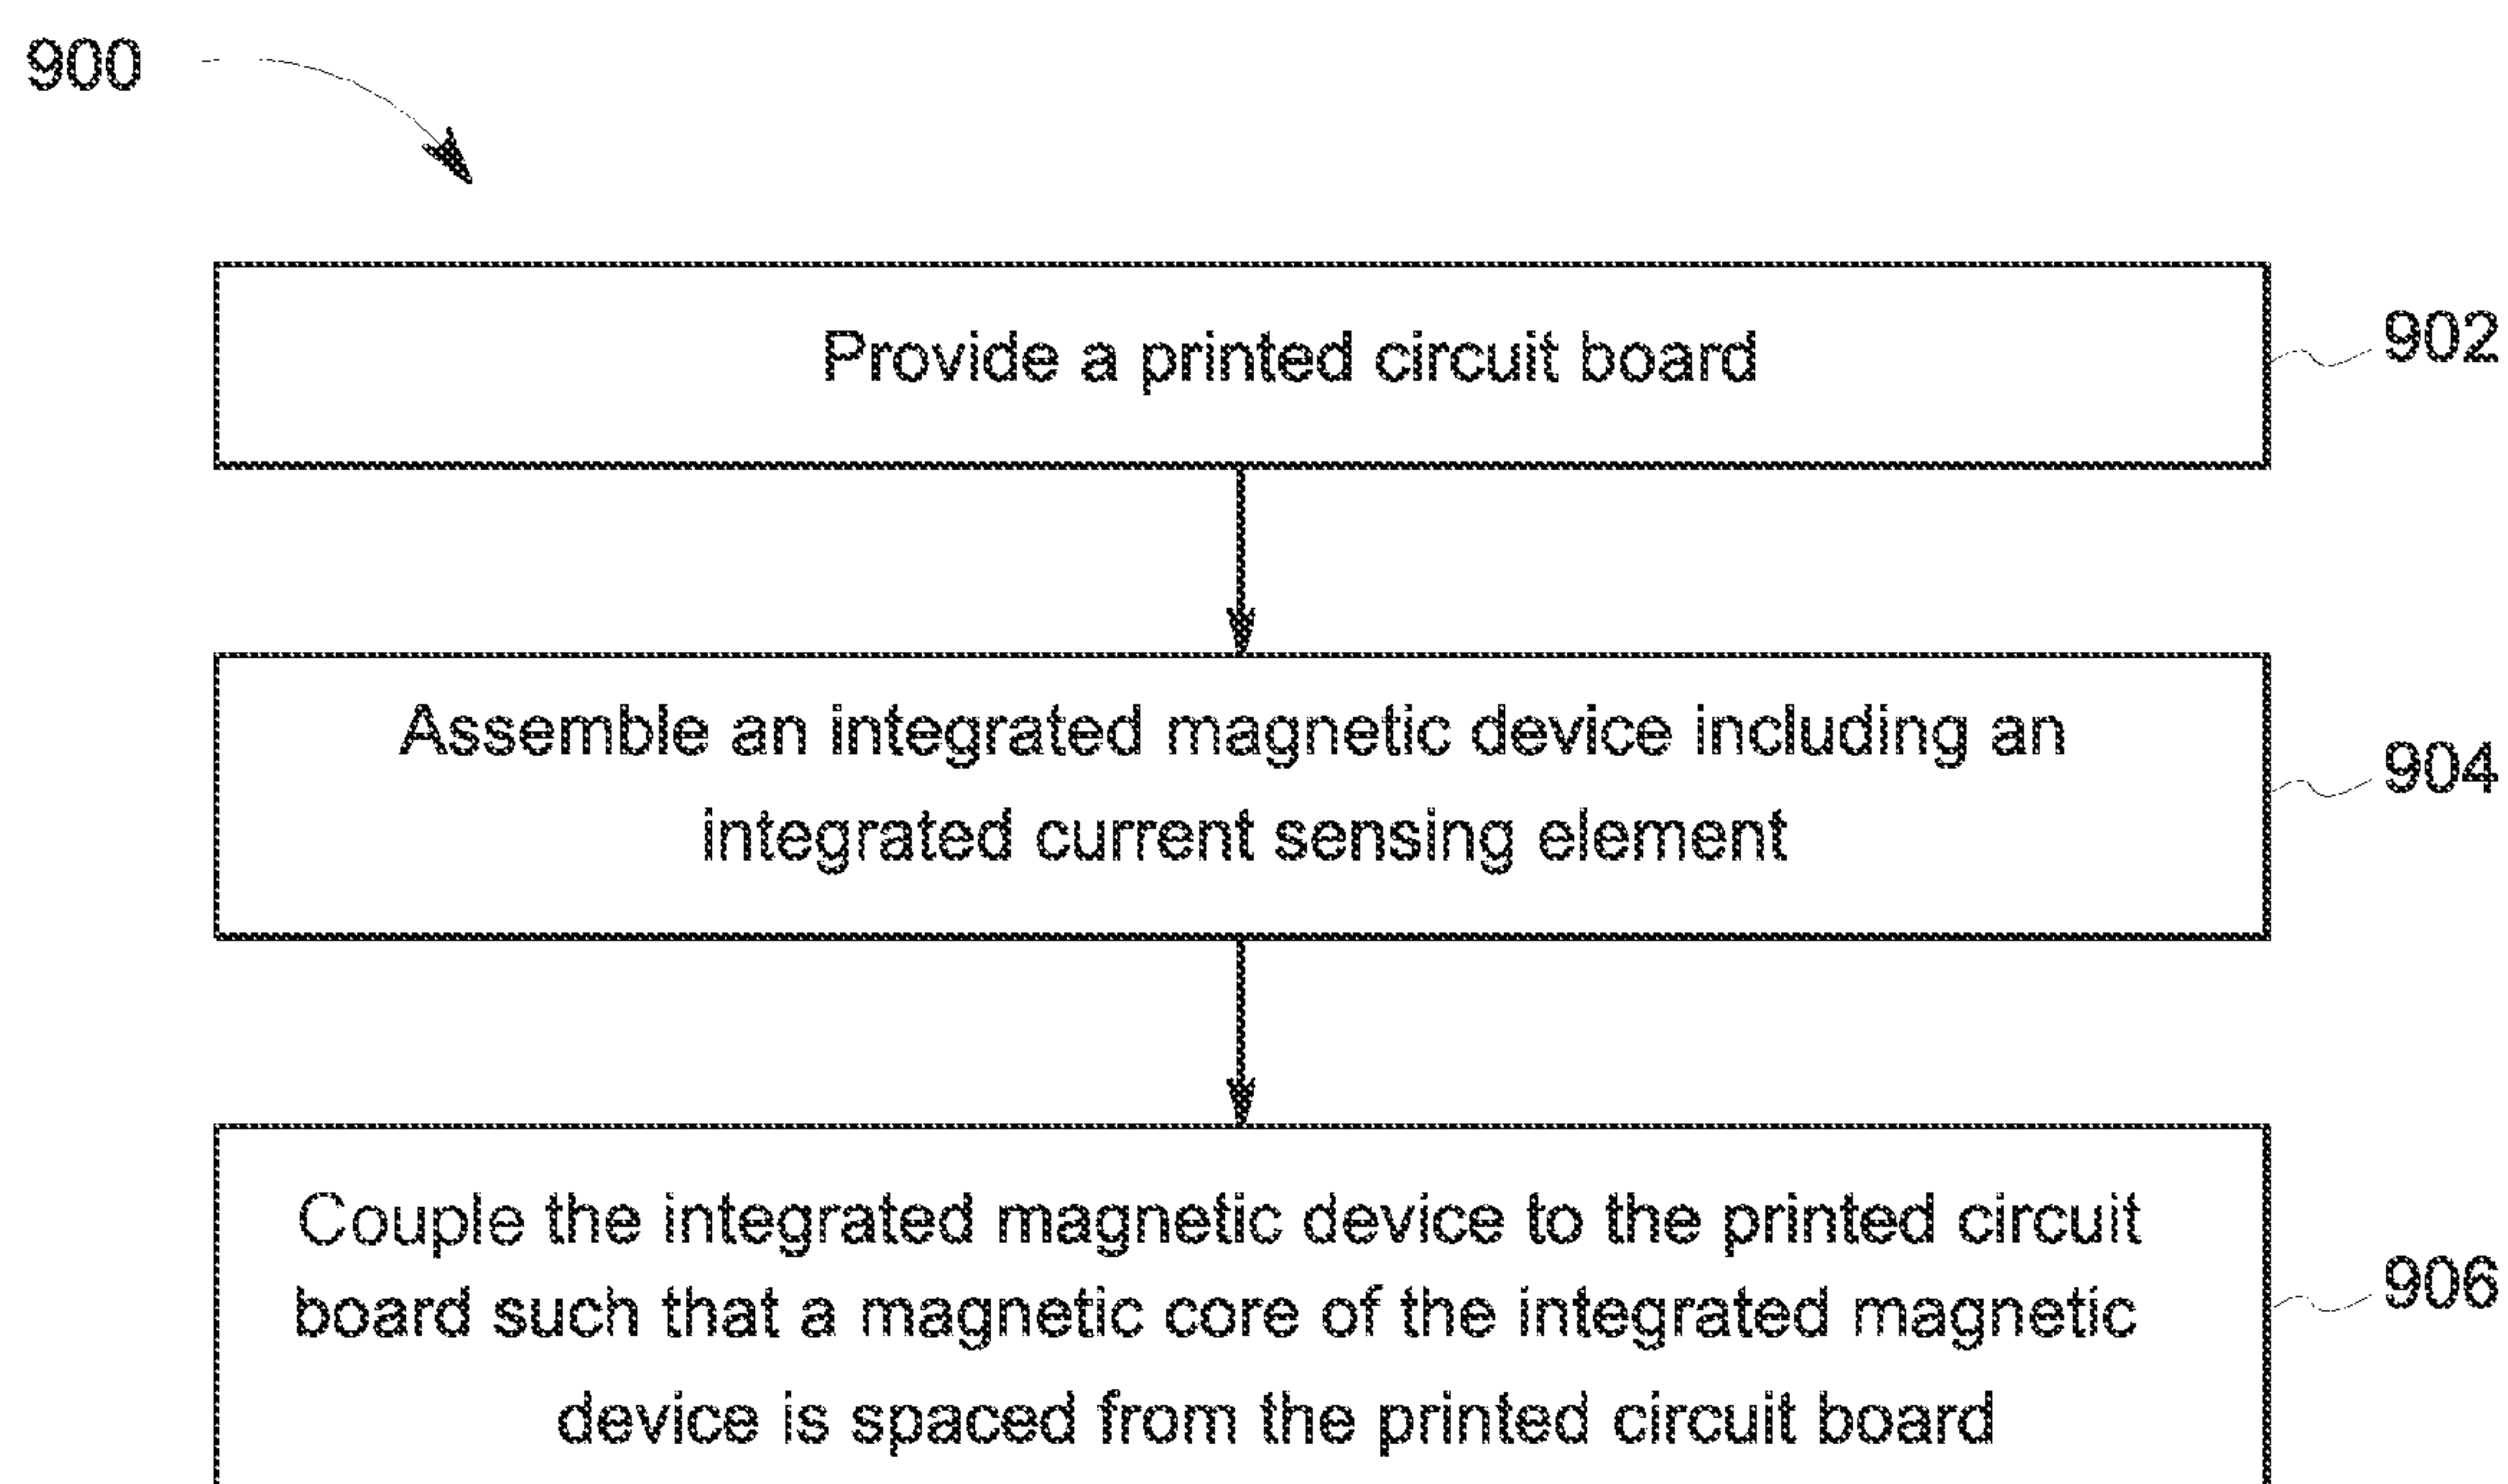 900
Provide a printed circuit board
902
Assemble an integrated magnetic device including an
integrated current sensing element
904
Couple the integrated magnetic device to the printed circuit
board such that a magnetic core of the integrated magnetic
device is spaced from the printed circuit board
906